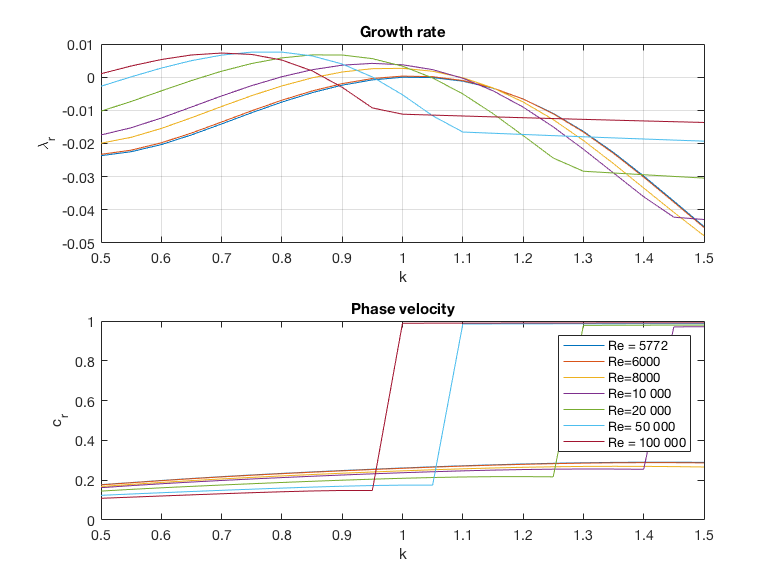 Growth rate
0.01
0
-0.01
-0.02
-0.03
-0.04
-0.05
λr
0.5 0.6 0.7 0.8 0.9 1 1.1 1.2 1.3 1.4 1.5
k
Phase velocity
1
0.8
0.6
0.4
0.2
0
cr
Re = 5772
Re=6000
Re=8000
Re=10 000
Re=20 000
Re= 50 000
Re = 100 000
0.5 0.6 0.7 0.8 0.9 1 1.1 1.2 1.3 1.4 1.5
k